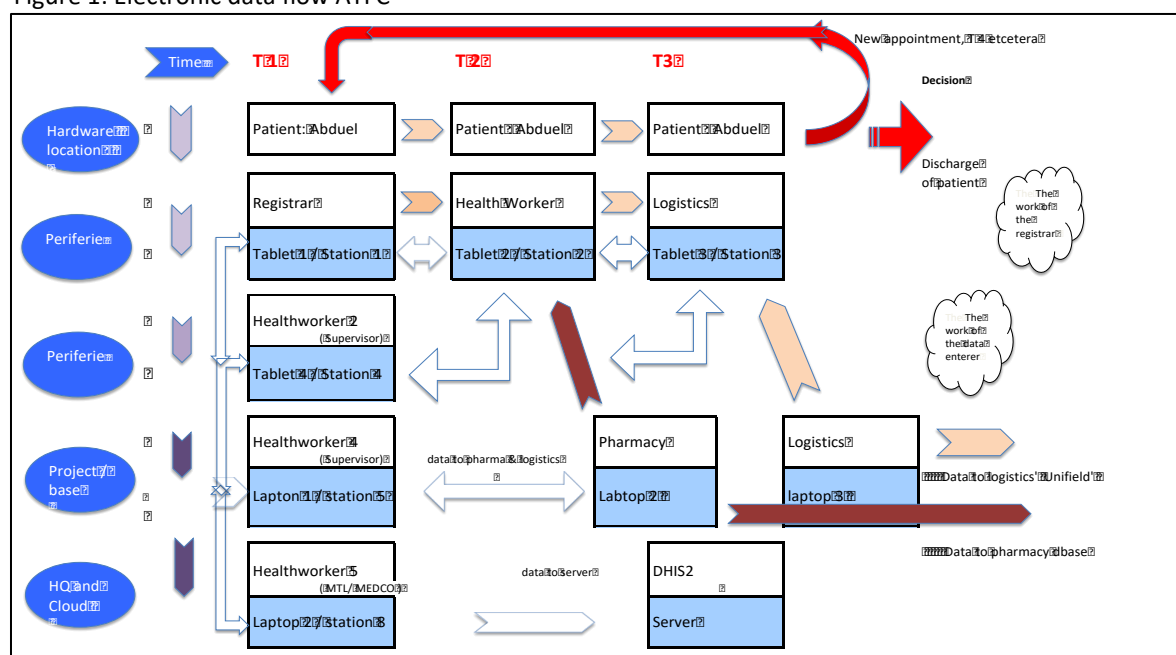 Figure 1: Electronic data flow ATFC
Time
T 1
T 2
T3
New appointment, T 4 etcetera
Decision
Hardware
location
Patient: Abduel
Patient Abduel
Patient Abduel
Discharge
of patient
The
work of
the
registrar
Periferie
Registrar
Health Worker
Logistics
Tablet 1 / Station 1
Tablet 2 / Station 2
Tablet 3 / Station 3
Periferie
Healthworker 2
( Supervisor)
Tablet 4 / Station 4
The
work of
the data
enterer
Project /
base
Healthworker 4
( Supervisor)
Lapton 1 / station 5
data to pharma & logistics
Pharmacy
Labtop 2
Logistics
laptop 3
Data to logistics' Unifield'
Data to pharmacy dbase
HQ and
Cloud
Healthworker 5
( MTL/ MEDCO )
Laptop 2 / station 8
data to server
DHIS2
Server